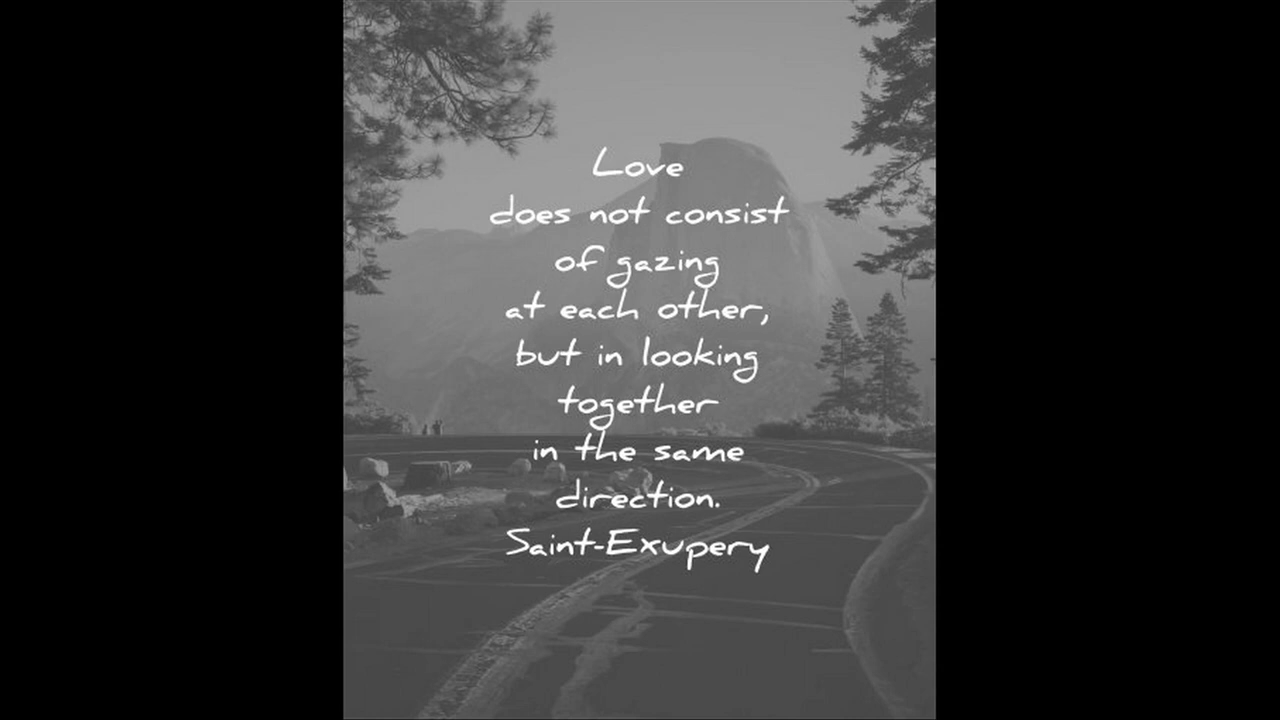 Love
does not consist
of gazing
at each other,
but in looking
together
in the same
direction.
Saint-Exupery